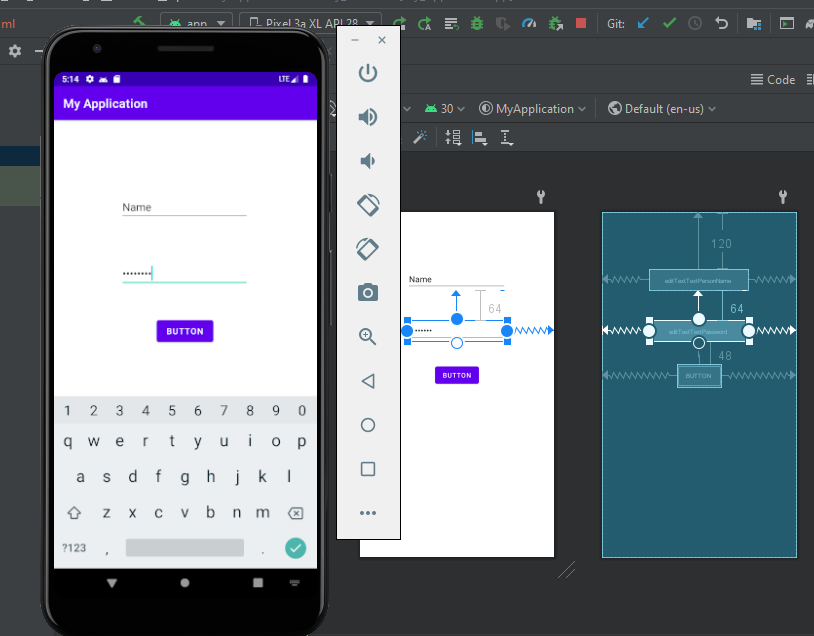 ml
app
Pixel 3a XL API 28
Git:
Code
30
MyApplication
Default (en-us)
5:14
LTE
My Application
Name
••••••••
BUTTON
1 2 3 4 5 6 7 8 9 0
q w e r t y u i o p
a s d f g h j k l
z x c v b n m
?123 , .
Name
64
••••••
BUTTON
120
editTextTextPersonName
64
editTextTextPassword
48
BUTTON